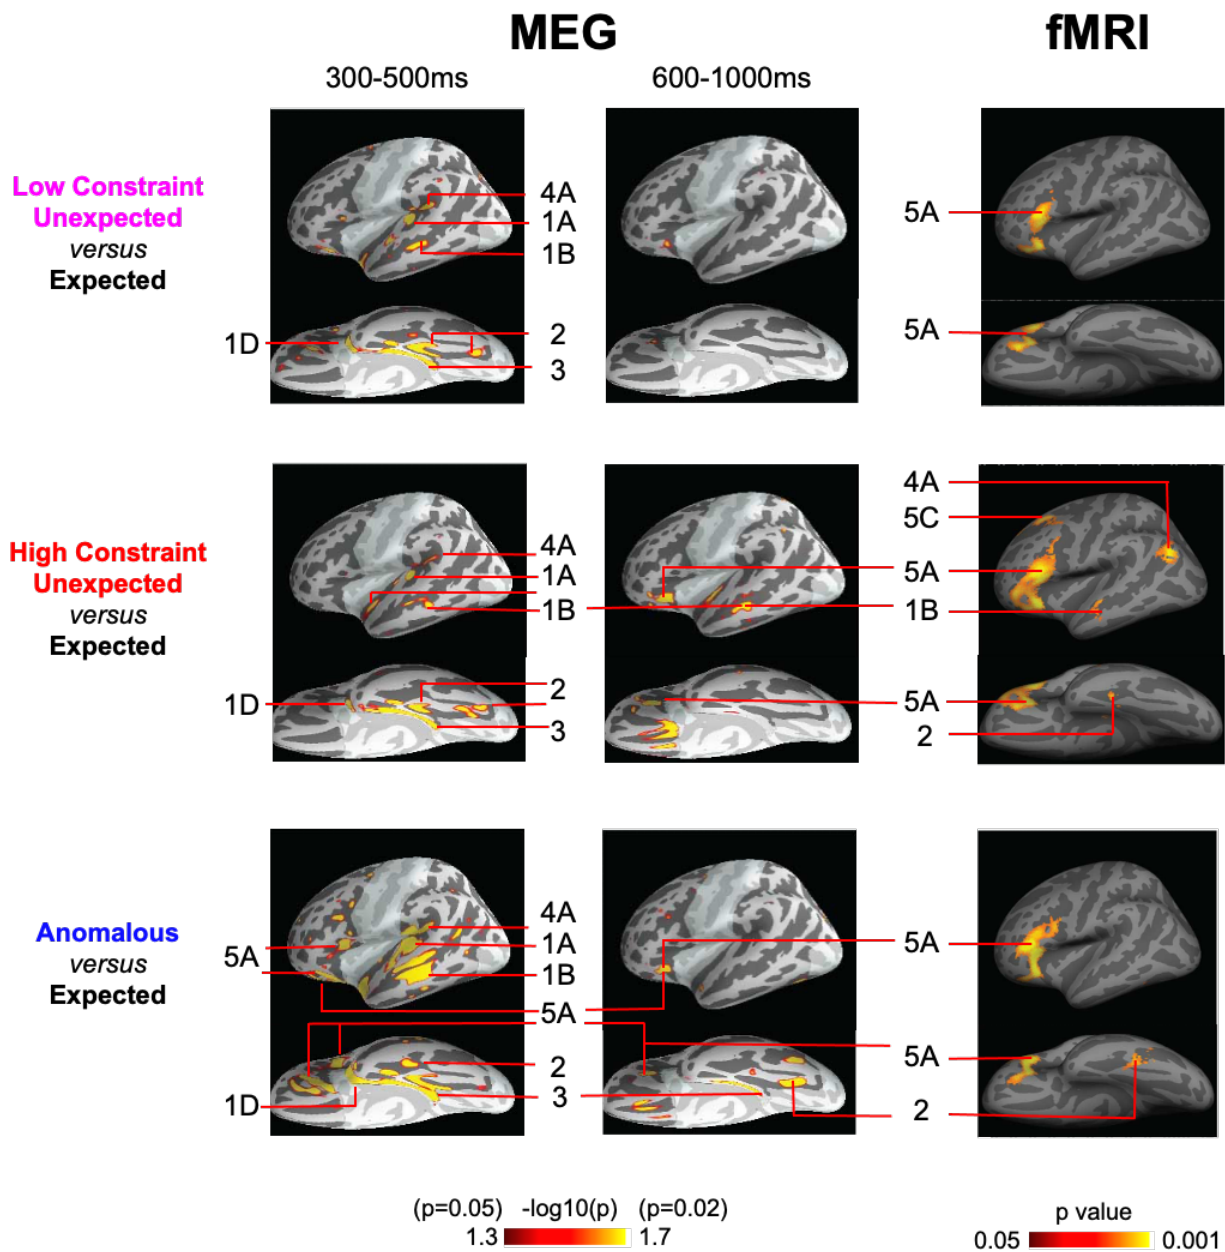 MEG
fMRI
300-500ms
600-1000ms
Low Constraint
Unexpected
versus
Expected
4A
1A
1B
1D
2
3
5A
5A
High Constraint
Unexpected
versus
Expected
4A
1A
1B
1D
2
3
4A
5C
5A
1B
5A
2
Anomalous
versus
Expected
5A
4A
1A
1B
5A
2
3
1D
5A
5A
2
(p=0.05) -log10(p) (p=0.02)
1.3 1.7
p value
0.05 0.001